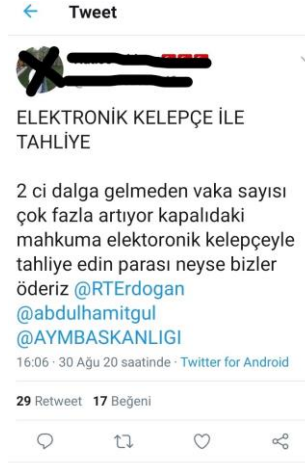 Tweet
ELEKTRONİK KELEPÇE İLE
TAHLİYE
2 ci dalga gelmeden vaka sayısı
çok fazla artıyor kapalıdaki
mahkuma elektoronik kelepçeyle
tahliye edin parası neyse bizler
öderiz @RTErdogan
@abdulhamitgul
@AYMBASKANLIGI
16:06 · 30 Ağu 20 saatinde · Twitter for Android
29 Retweet 17 Beğeni